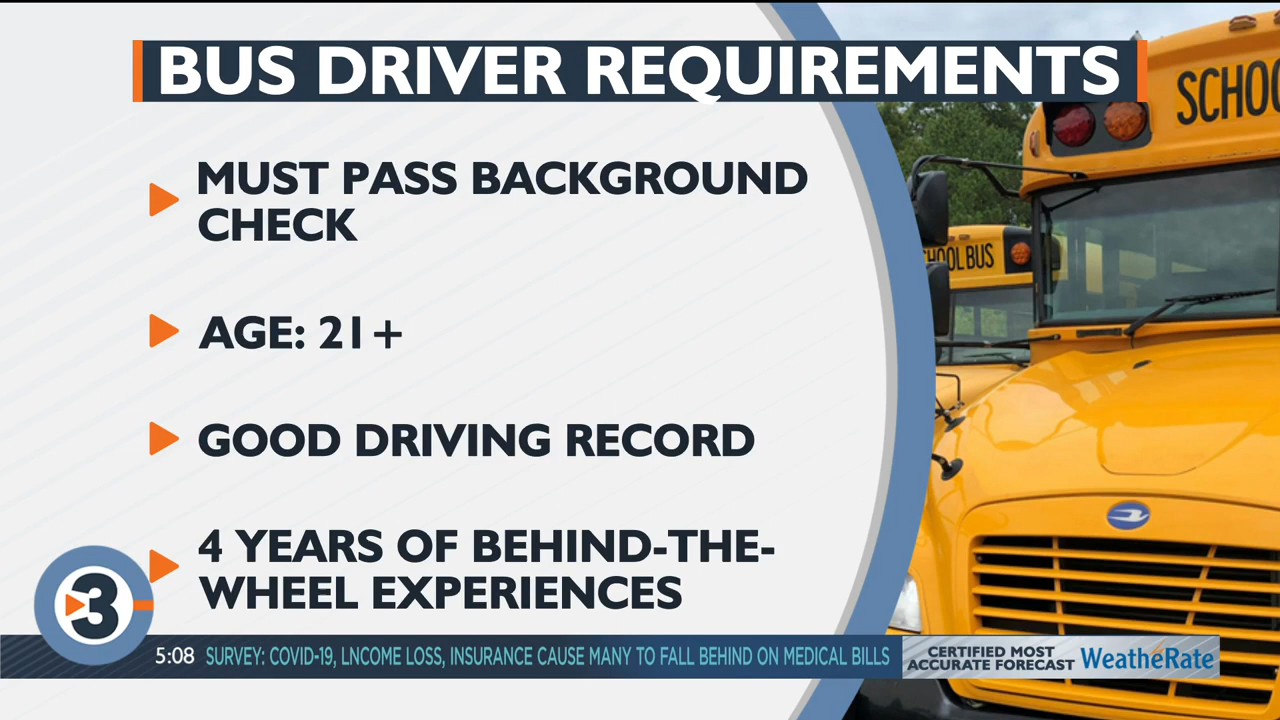 BUS DRIVER REQUIREMENTS
MUST PASS BACKGROUND
CHECK
AGE: 21+
GOOD DRIVING RECORD
4 YEARS OF BEHIND-THE-
WHEEL EXPERIENCES
SCHOO
HOOL BUS
3
5:08 SURVEY: COVID-19, LNCOME LOSS, INSURANCE CAUSE MANY TO FALL BEHIND ON MEDICAL BILLS
CERTIFIED MOST
ACCURATE FORECAST
WeatheRate